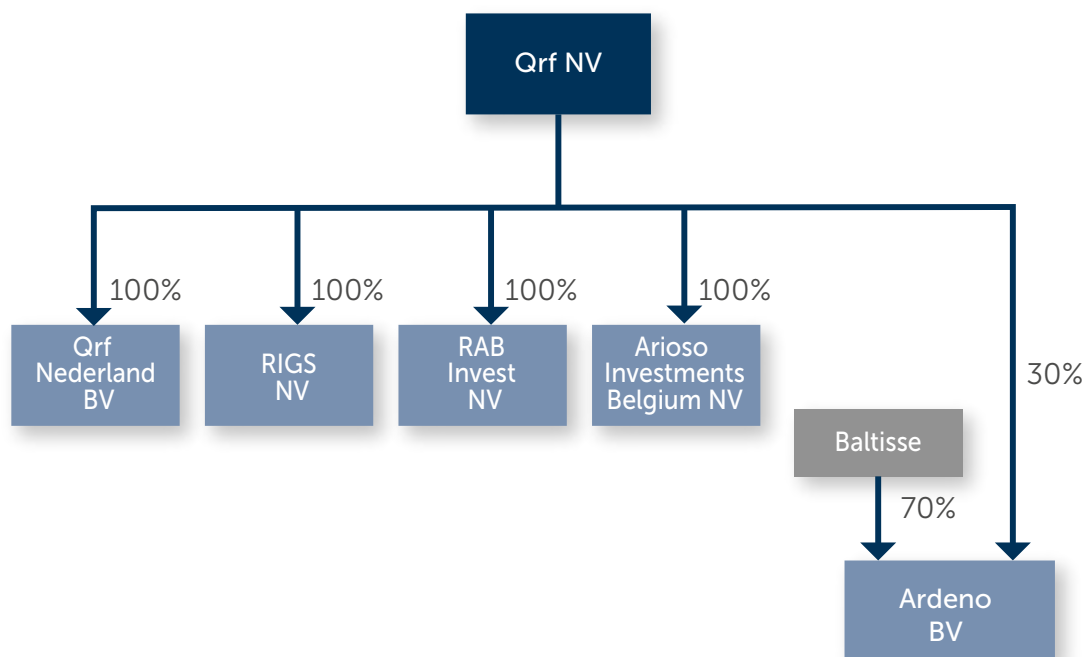 Qrf NV
100%
100%
100%
100%
Qrf
Nederland
BV
RIGS
NV
RAB
Invest
NV
Arioso
Investments
Belgium NV
30%
Baltisse
70%
Ardeno
BV